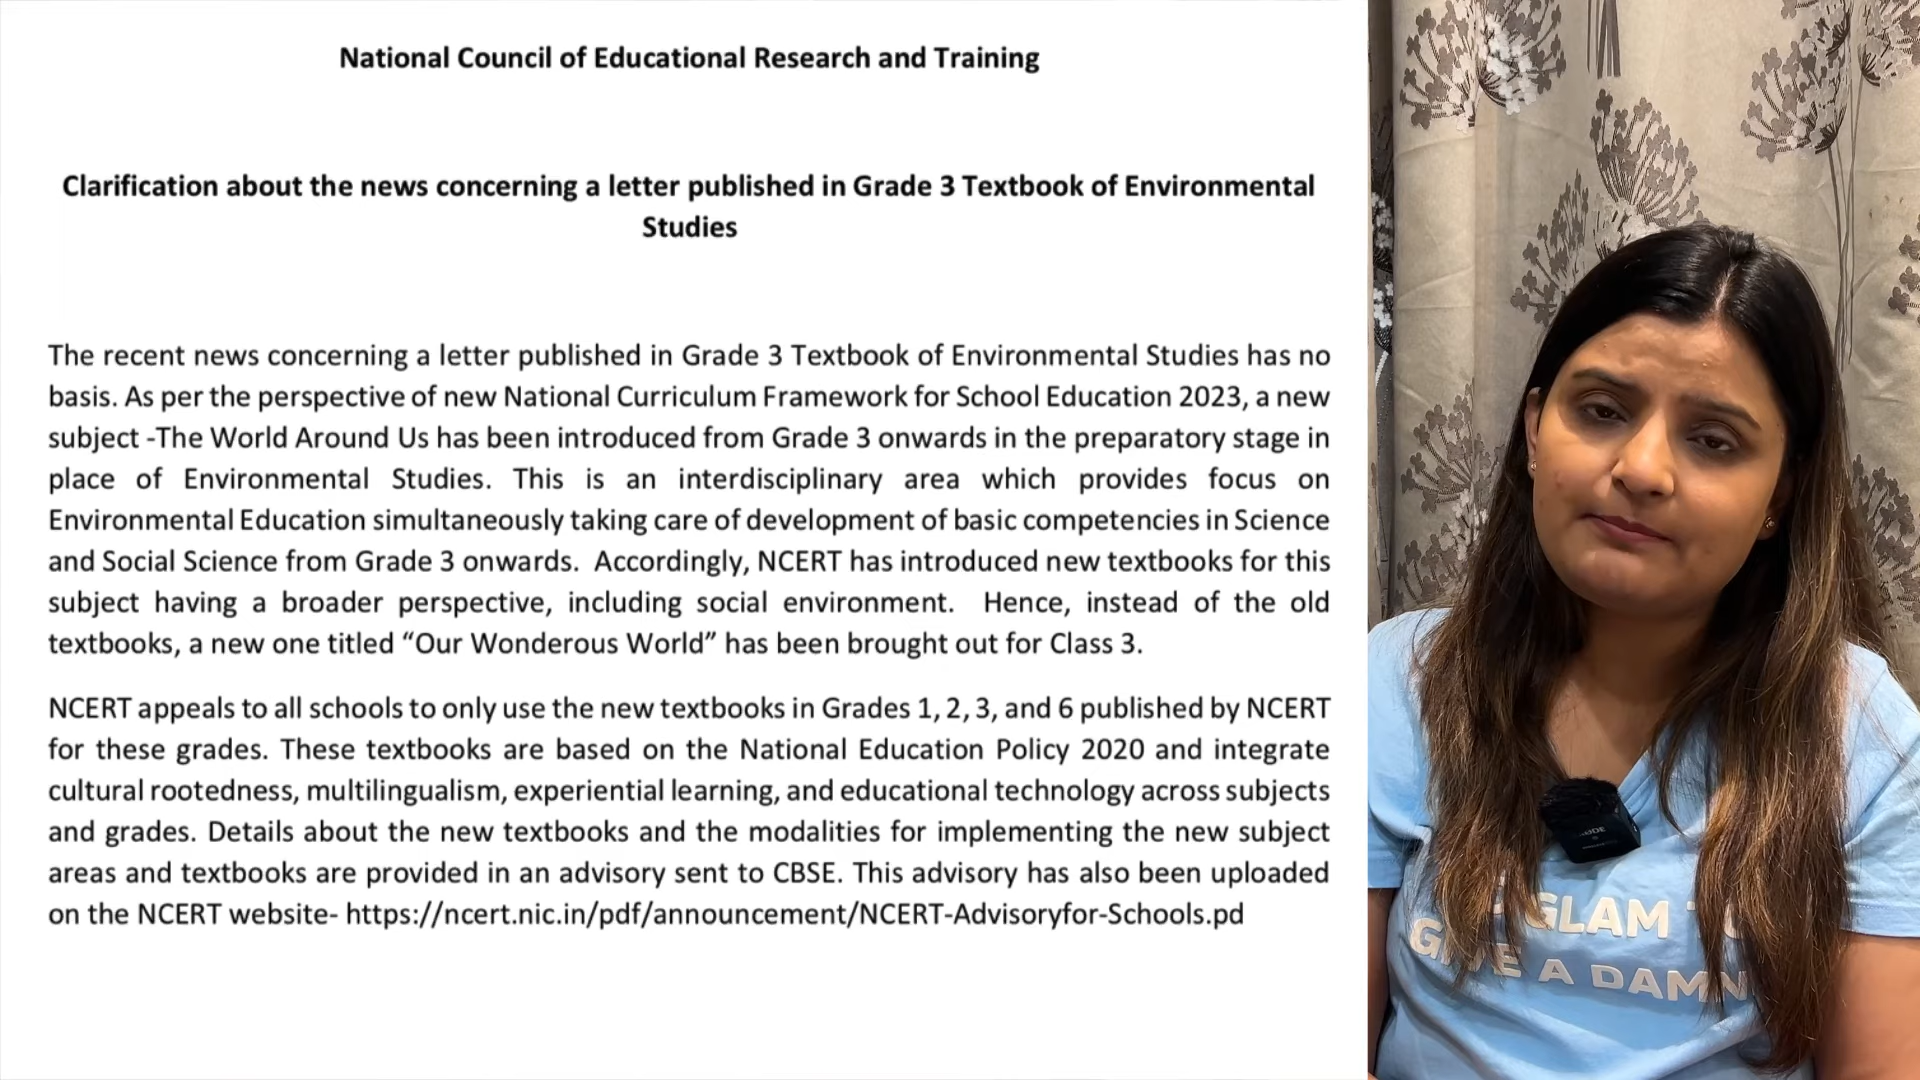 National Council of Educational Research and Training
Clarification about the news concerning a letter published in Grade 3 Textbook of Environmental
Studies
The recent news concerning a letter published in Grade 3 Textbook of Environmental Studies has no
basis. As per the perspective of new National Curriculum Framework for School Education 2023, a new
subject -The World Around Us has been introduced from Grade 3 onwards in the preparatory stage in
place of Environmental Studies. This is an interdisciplinary area which provides focus on
Environmental Education simultaneously taking care of development of basic competencies in Science
and Social Science from Grade 3 onwards. Accordingly, NCERT has introduced new textbooks for this
subject having a broader perspective, including social environment. Hence, instead of the old
textbooks, a new one titled “Our Wonderous World” has been brought out for Class 3.
NCERT appeals to all schools to only use the new textbooks in Grades 1, 2, 3, and 6 published by NCERT
for these grades. These textbooks are based on the National Education Policy 2020 and integrate
cultural rootedness, multilingualism, experiential learning, and educational technology across subjects
and grades. Details about the new textbooks and the modalities for implementing the new subject
areas and textbooks are provided in an advisory sent to CBSE. This advisory has also been uploaded
on the NCERT website- https://ncert.nic.in/pdf/announcement/NCERT-Advisoryfor-Schools.pd
GLAM
GIVE A DAMN